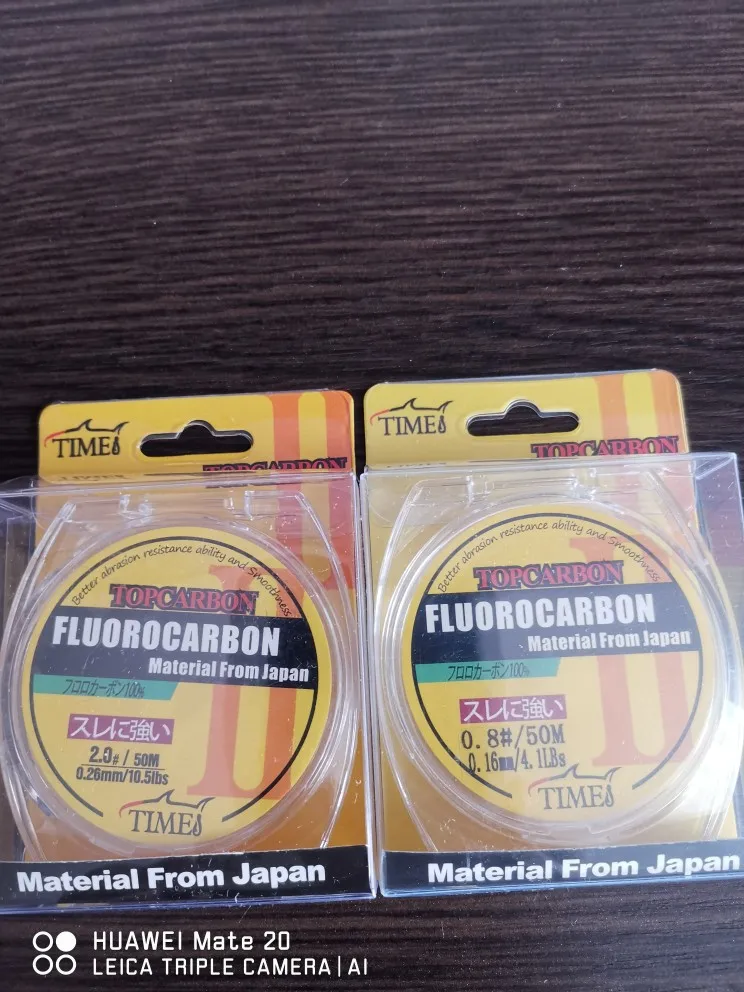 TIME
TOPCARBON
Better abrasion resistance ability and Smoothness
TOPCARBON
FLUOROCARBON
Material From Japan
フロロカーボン100%
スレに強い
2.0#/50M
0.26mm/10.5lbs
TIME
Material From Japan
TIME
TOPCARBON
Better abrasion resistance ability and Smoothness
TOPCARBON
FLUOROCARBON
Material From Japan
フロロカーボン100%
スレに強い
0.8#/50M
0.16mm/4.1LBs
TIME
Material From Japan
HUAWEI Mate 20
LEICA TRIPLE CAMERA | AI